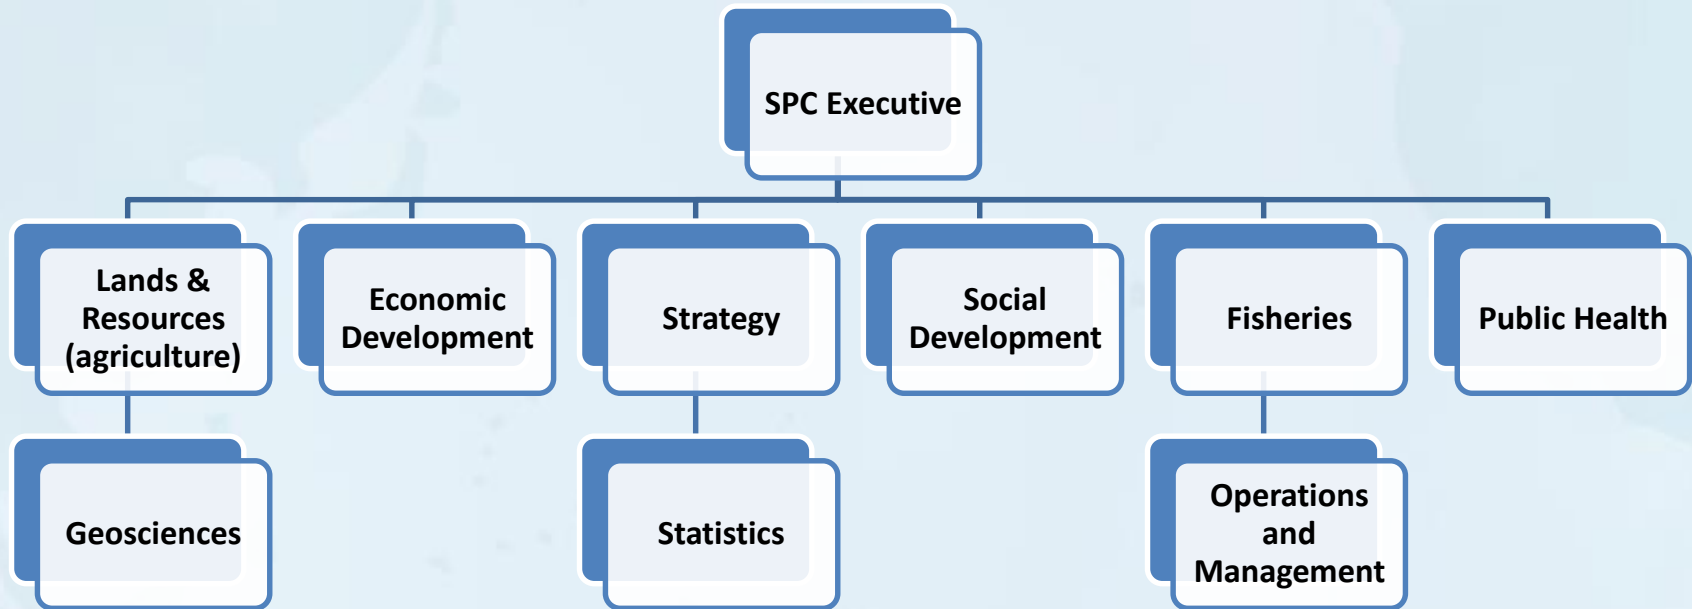 SPC Executive
Lands &
Resources
(agriculture)
Economic
Development
Strategy
Social
Development
Fisheries
Public Health
Geosciences
Statistics
Operations
and
Management